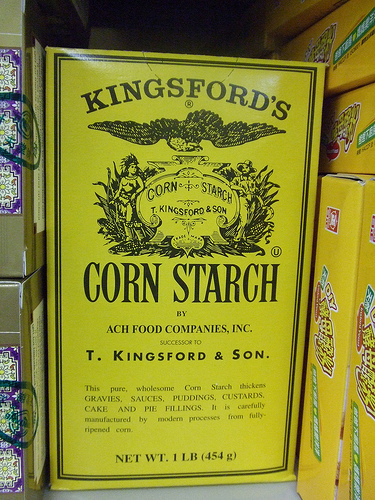 KINGSFORD'S
®
CORN STARCH
T. KINGSFORD & SON
TRADE MARK
U
CORN STARCH
BY
ACH FOOD COMPANIES, INC.
SUCCESSOR TO
T. KINGSFORD & SON.
This pure, wholesome Corn Starch thickens
GRAVIES, SAUCES, PUDDINGS, CUSTARDS,
CAKE AND PIE FILLINGS. It is carefully
manufactured by modern processes from fully-
ripened corn.
NET WT. 1 LB (454 g)